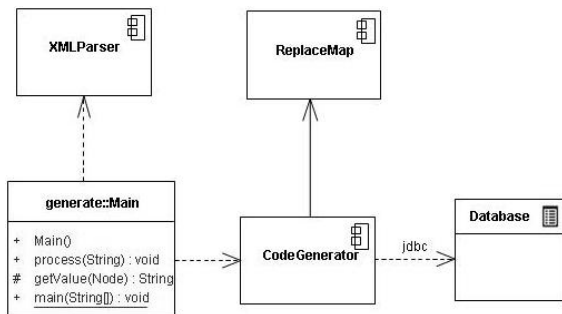 XMLParser
ReplaceMap
generate::Main
+ Main()
+ process(String) : void
# getValue(Node) : String
+ main(String[]) : void
CodeGenerator
jdbc
Database